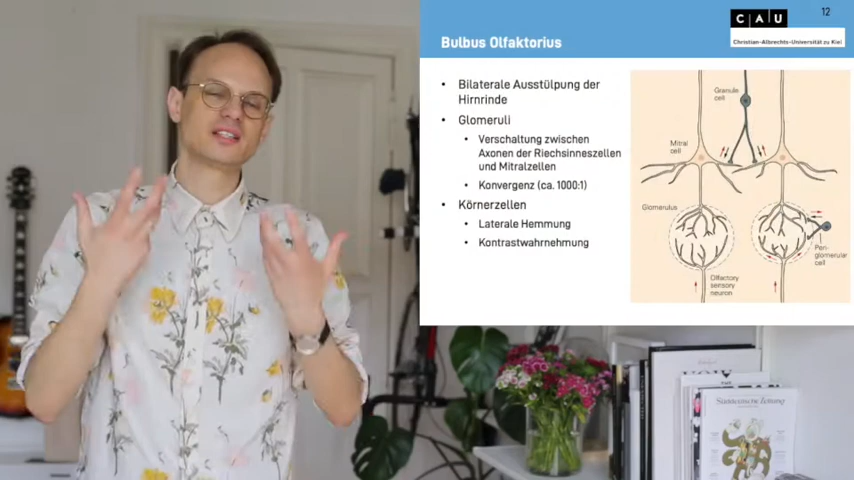 12
CAU
Christian-Albrechts-Universität zu Kiel
Bulbus Olfaktorius
Bilaterale Ausstülpung der
Hirnrinde
Glomeruli
Verschaltung zwischen
Axonen der Riechsinneszellen
und Mitralzellen
Konvergenz (ca. 1000:1)
Körnerzellen
Laterale Hemmung
Kontrastwahrnehmung
Granule
cell
Mitral
cell
Glomerulus
Peri-
glomerular
cell
Olfactory
sensory
neuron
Süddeutsche Zeitung